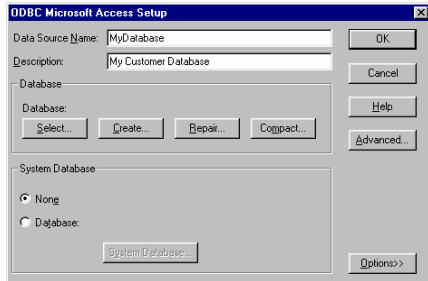 ODBC Microsoft Access Setup
Data Source Name: MyDatabase
OK
Description: My Customer Database
Cancel
Database
Database:
Help
Select... Create... Repair... Compact...
Advanced...
System Database
None
Database:
System Database...
Options>>